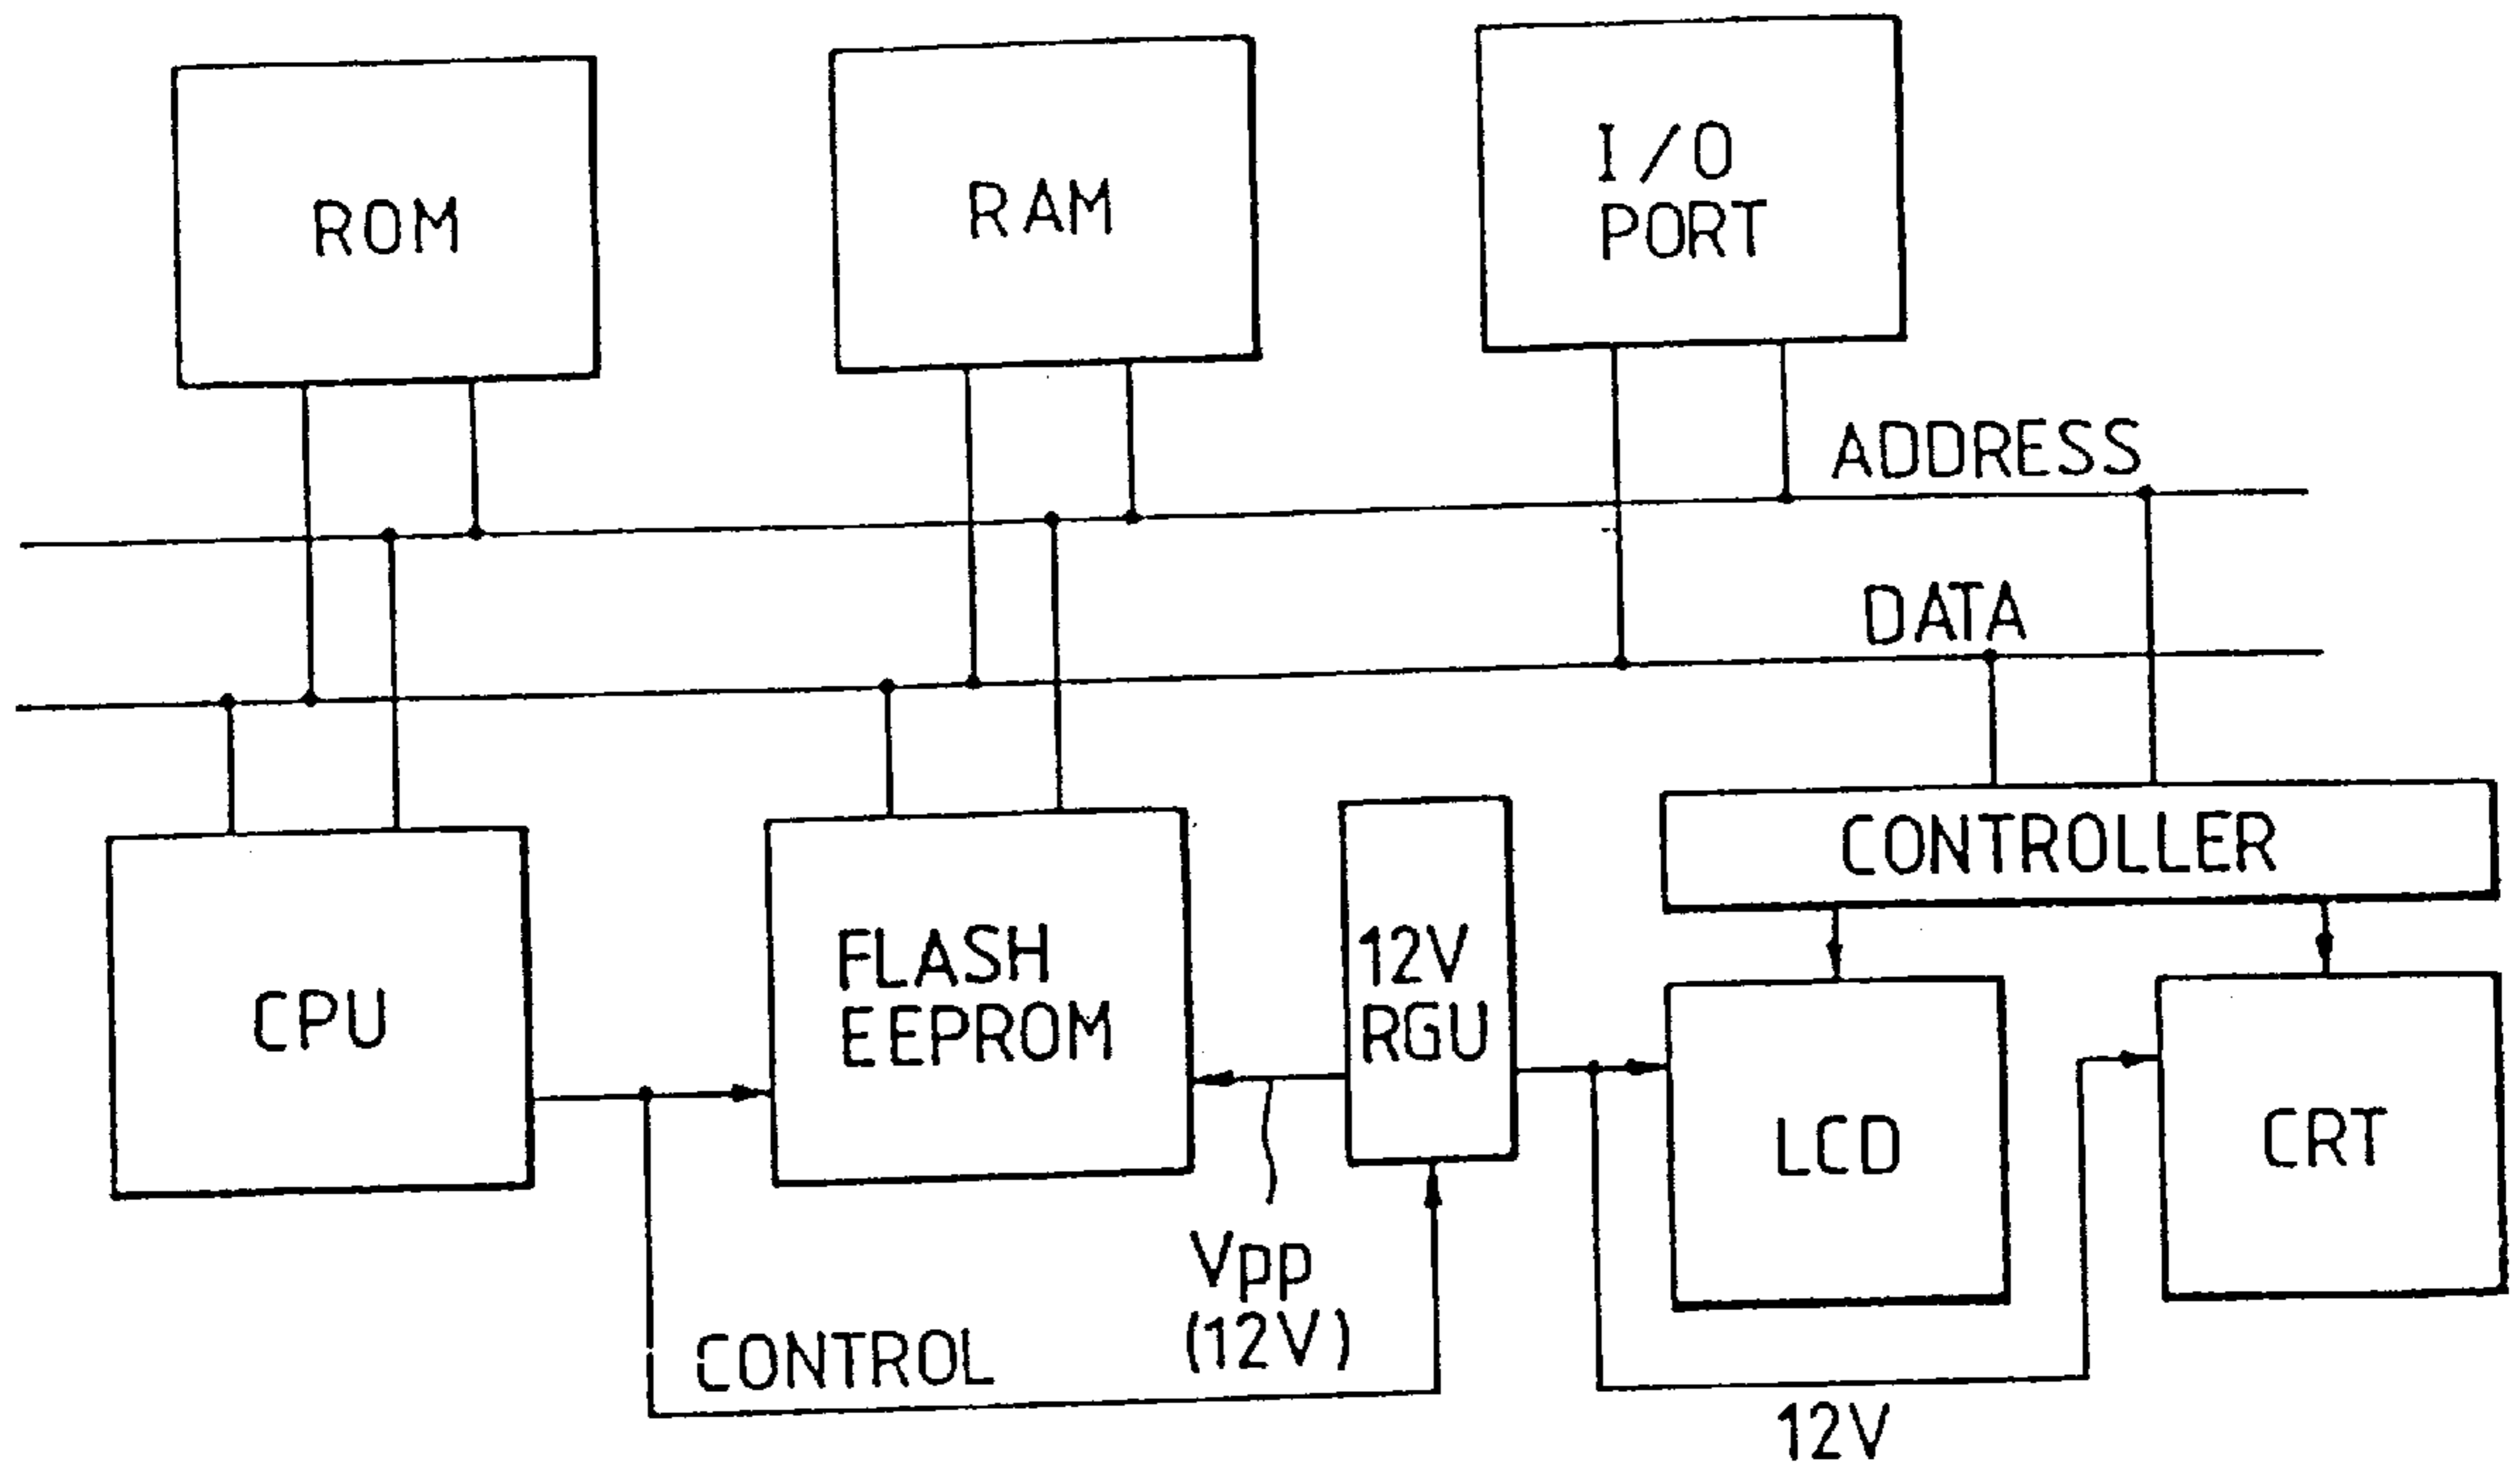 ROM
RAM
I/O
PORT
ADDRESS
DATA
CONTROLLER
CPU
FLASH
EEPROM
12V
RGU
LCD
CRT
VPP
(12V)
CONTROL
12V